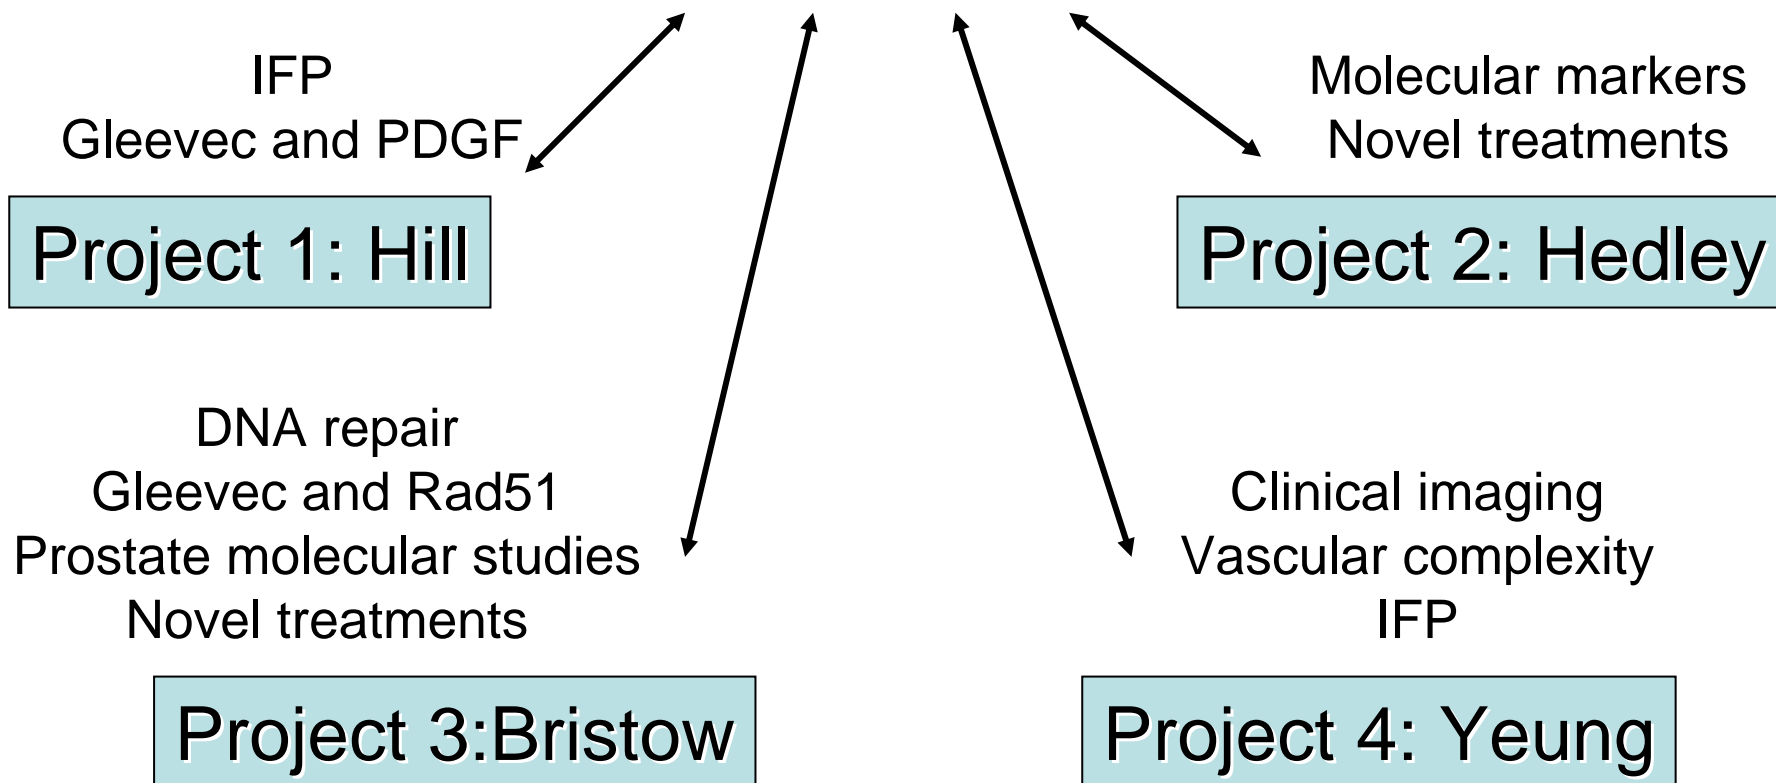 IFP
Gleevec and PDGF
Project 1: Hill
Molecular markers
Novel treatments
Project 2: Hedley
DNA repair
Gleevec and Rad51
Prostate molecular studies
Novel treatments
Project 3:Bristow
Clinical imaging
Vascular complexity
IFP
Project 4: Yeung